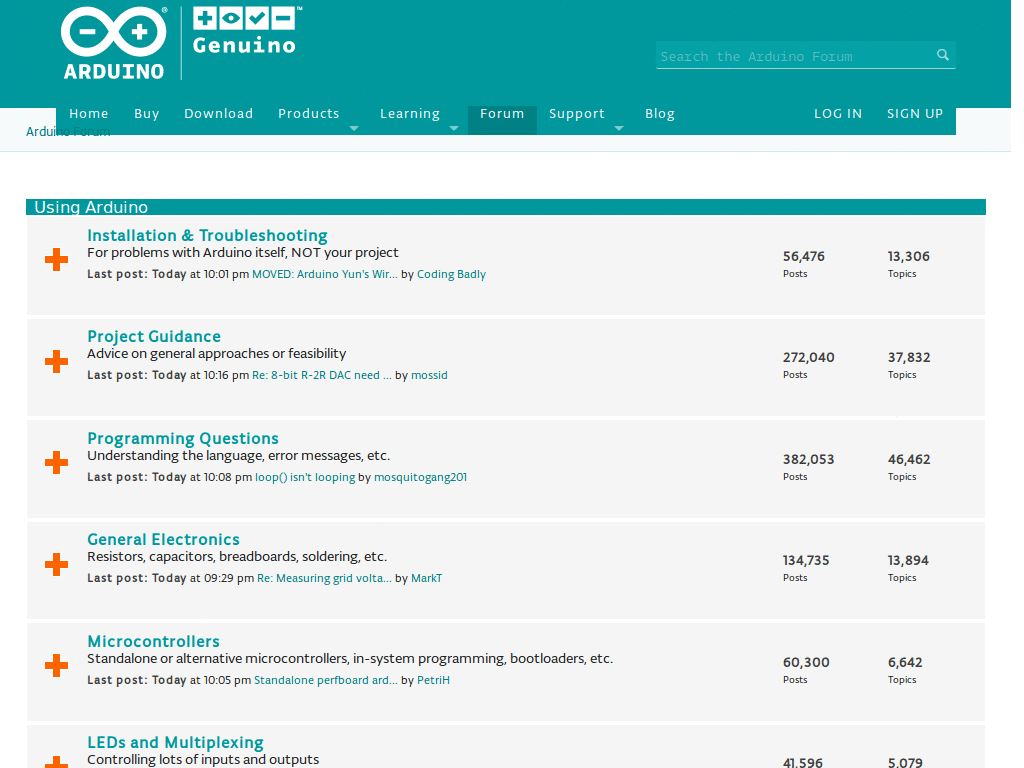 ARDUINO
Genuino
Search the Arduino Forum
Home Buy Download Products Learning Forum Support Blog LOG IN SIGN UP
Arduino Forum
Using Arduino
Installation & Troubleshooting
For problems with Arduino itself, NOT your project
Last post: Today at 10:01 pm MOVED: Arduino Yun's Wir... by Coding Badly
56,476 13,306
Posts Topics
Project Guidance
Advice on general approaches or feasibility
Last post: Today at 10:16 pm Re: 8-bit R-2R DAC need ... by mossid
272,040 37,832
Posts Topics
Programming Questions
Understanding the language, error messages, etc.
Last post: Today at 10:08 pm loop() isn't looping by mosquitogang201
382,053 46,462
Posts Topics
General Electronics
Resistors, capacitors, breadboards, soldering, etc.
Last post: Today at 09:29 pm Re: Measuring grid volta... by MarkT
134,735 13,894
Posts Topics
Microcontrollers
Standalone or alternative microcontrollers, in-system programming, bootloaders, etc.
Last post: Today at 10:05 pm Standalone perfboard ard... by PetriH
60,300 6,642
Posts Topics
LEDs and Multiplexing
Controlling lots of inputs and outputs
41,596 5,079